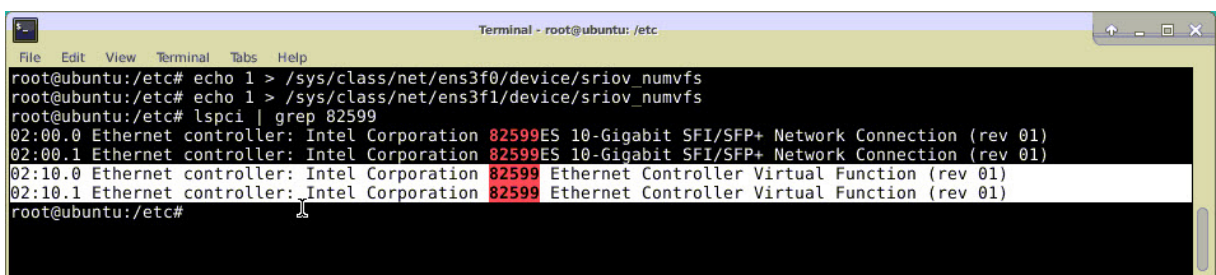 Terminal - root@ubuntu: /etc
File Edit View Terminal Tabs Help
root@ubuntu:/etc# echo 1 > /sys/class/net/ens3f0/device/sriov_numvfs
root@ubuntu:/etc# echo 1 > /sys/class/net/ens3f1/device/sriov_numvfs
root@ubuntu:/etc# lspci | grep 82599
02:00.0 Ethernet controller: Intel Corporation 82599ES 10-Gigabit SFI/SFP+ Network Connection (rev 01)
02:00.1 Ethernet controller: Intel Corporation 82599ES 10-Gigabit SFI/SFP+ Network Connection (rev 01)
02:10.0 Ethernet controller: Intel Corporation 82599 Ethernet Controller Virtual Function (rev 01)
02:10.1 Ethernet controller: Intel Corporation 82599 Ethernet Controller Virtual Function (rev 01)
root@ubuntu:/etc#